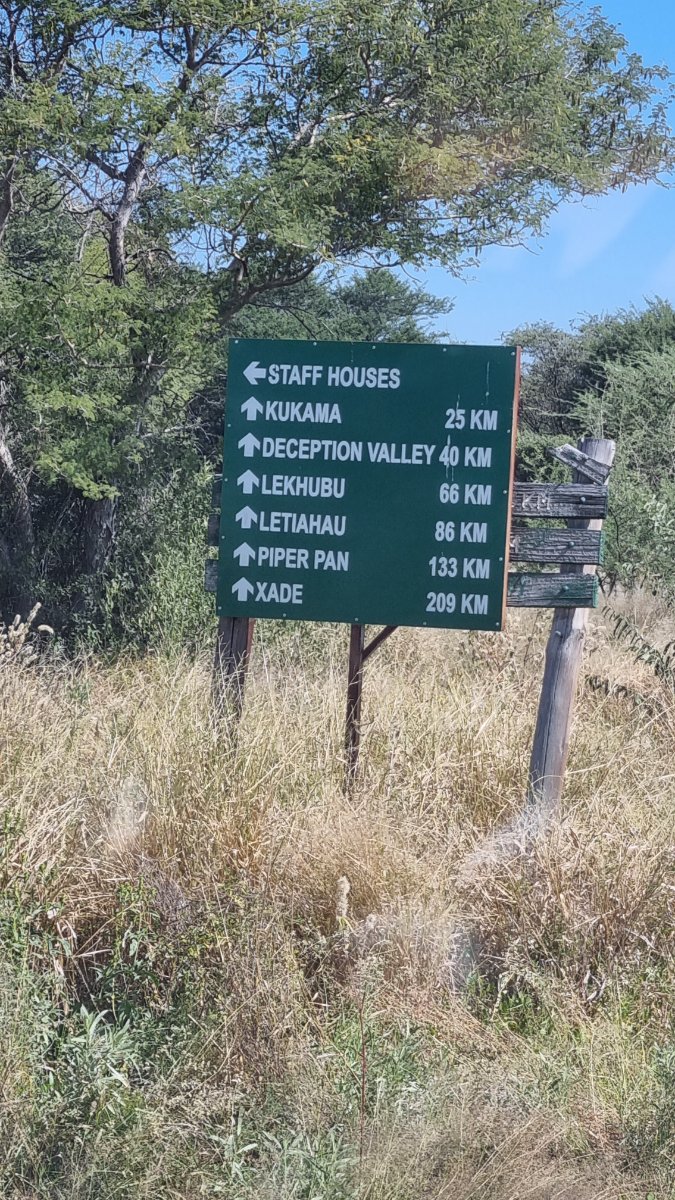 STAFF HOUSES
KUKAMA 25 KM
DECEPTION VALLEY 40 KM
LEKHUBU 66 KM
LETIAHAU 86 KM
PIPER PAN 133 KM
XADE 209 KM
KM